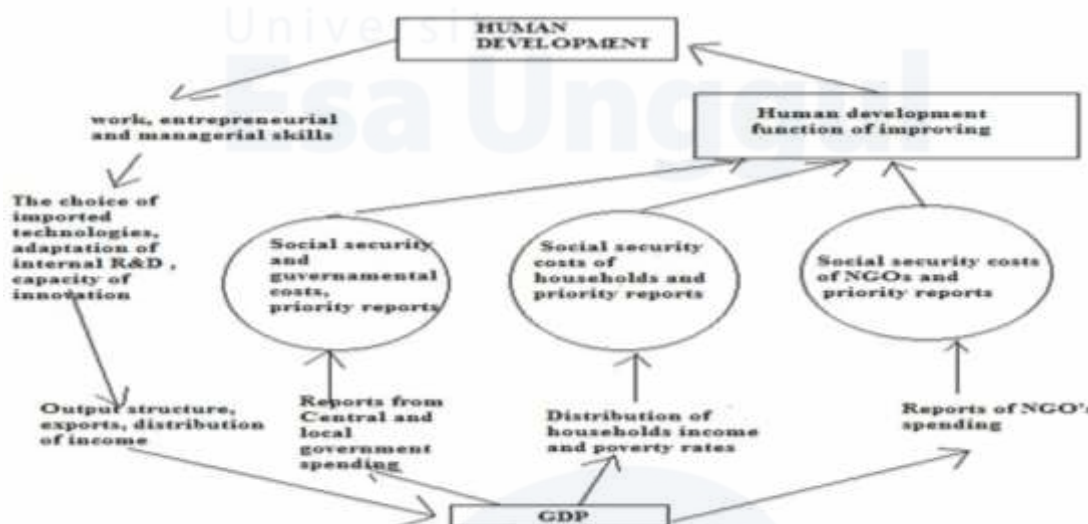 Universi
Esa Unggul
HUMAN
DEVELOPMENT
work, entrepreneurial
and managerial skills
Human development
function of improving
The choice of
imported
technologies,
adaptation of
internal R&D ,
capacity of
innovation
Social security
and
guvernamental
costs,
priority reports
Social security
costs of
households and
priority reports
Social security costs
of NGOs and
priority reports
Output structure,
exports, distribution
of income
Reports from
Central and
local
government
spending
Distribution of
households income
and poverty rates
Reports of NGO's
spending
GDP